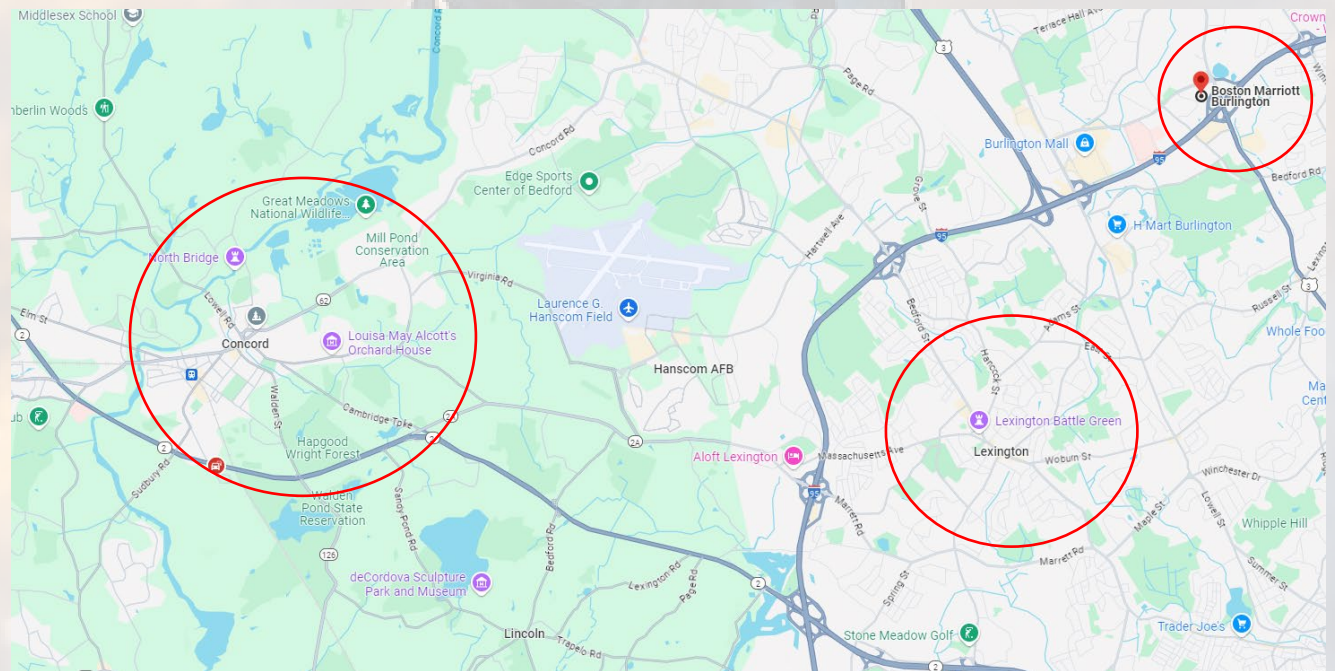 Middlesex School
Concord R
Rd
Terrace Hall Ave
Crown
3
Page Rd
Boston Marriott
Burlington
mberlin Woods
Concord Rd
Burlington Mall
95
Edge Sports
Center of Bedford
Bedford Rd
Great Meadows
National Wildlife...
Grove St
Hartwell Ave
H Mart Burlington
95
Mill Pond
Conservation
Area
North Bridge
Virginia Rd
Lexington
3
Lowell Rd
62
Laurence G.
Hanscom Field
Russell St
Elm St
2
Bedford St
Adams St
Whole Foo
Concord
Louisa May Alcott's
Orchard House
East St
Hancock St
Hanscom AFB
Ma
Cent
Walden St
ub
Cambridge Tpke
2A
Lexington Battle Green
2
2A
Hapgood
Wright Forest
Aloft Lexington
Massachusetts Ave
Lexington
Woburn St
2
Sudbury Rd
Winchester Dr
95
Walden
Pond State
Reservation
Sandy Pond Rd
Marrett Rd
Maple St
Lowell St
Whipple Hill
126
Bedford Rd
Marrett Rd
Summer St
deCordova Sculpture
Park and Museum
Lexington Rd
Page Rd
2
Spring St
Lincoln
Trapelo Rd
Stone Meadow Golf
Trader Joe's
2